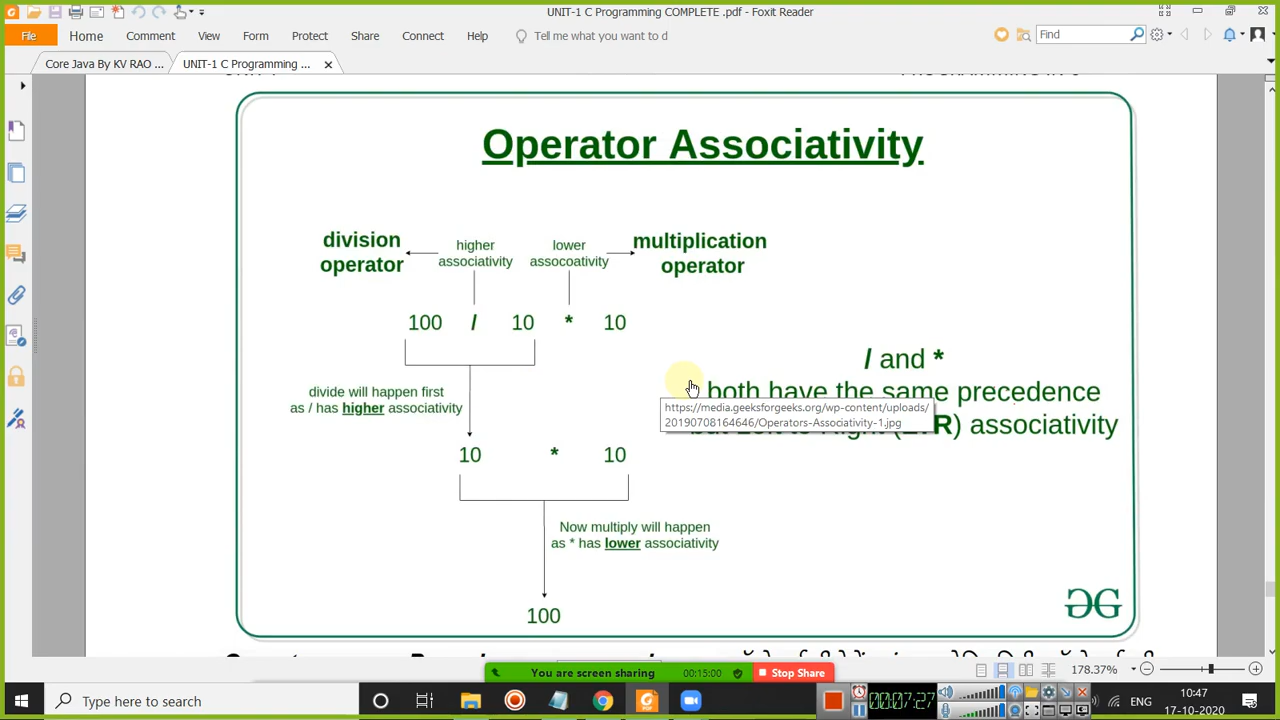 UNIT-1 C Programming COMPLETE .pdf - Foxit Reader
File Home Comment View Form Protect Share Connect Help Tell me what you want to d Find
Core Java By KV RAO ... UNIT-1 C Programming ...
Operator Associativity
division operator
higher associativity
lower assocoativity
multiplication operator
100 / 10 * 10
/ and *
both have the same precedence
associativity
divide will happen first
as / has higher associativity
https://media.geeksforgeeks.org/wp-content/uploads/
20190708164646/Operators-Associativity-1.jpg
10 * 10
Now multiply will happen
as * has lower associativity
100
You are screen sharing 00:15:00 Stop Share
178.37%
Type here to search
00:07:27
ENG
10:47
17-10-2020